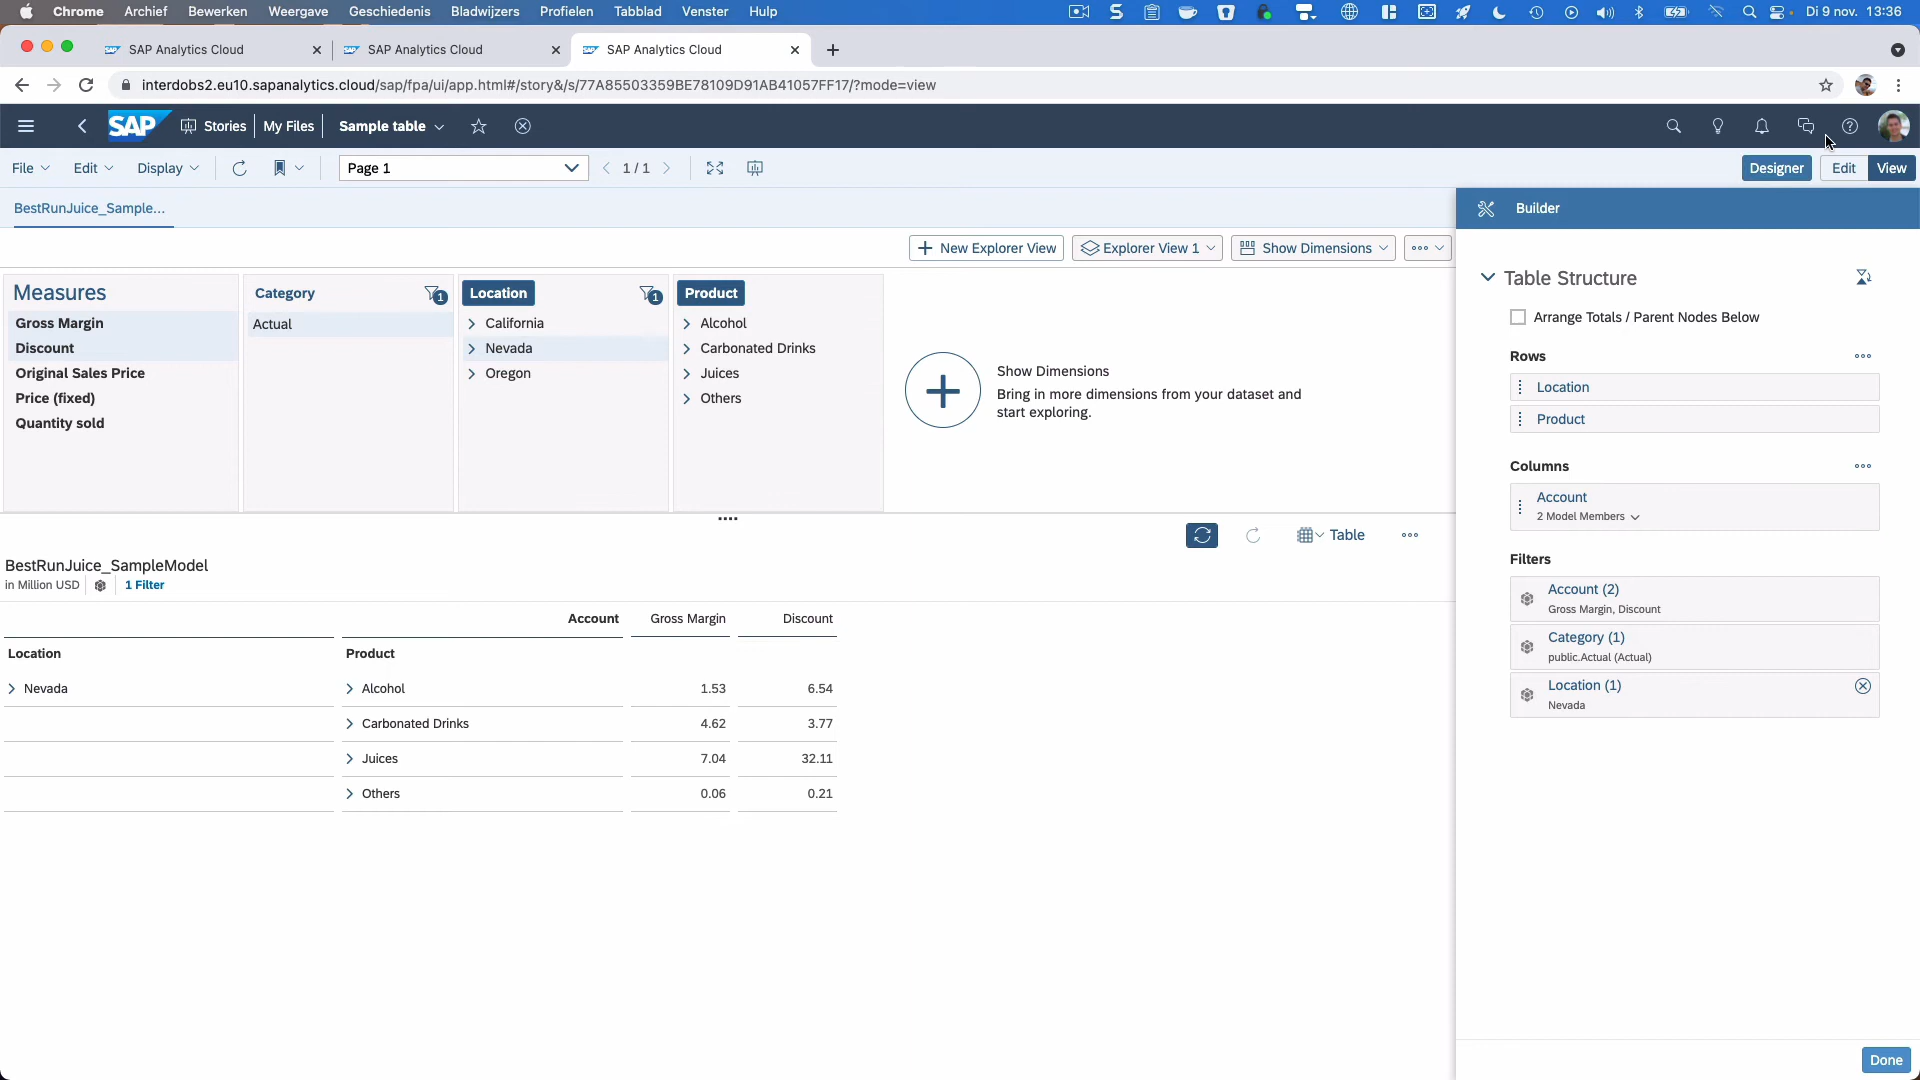 Chrome Archief Bewerken Weergave Geschiedenis Bladwijzers Profielen Tabblad Venster Hulp Di 9 nov. 13:36
SAP Analytics Cloud SAP Analytics Cloud SAP Analytics Cloud
interdobs2.eu10.sapanalytics.cloud/sap/fpa/ui/app.html#/story&/s/77A85503359BE78109D91AB41057FF17/?mode=view
SAP Stories My Files Sample table
File Edit Display Page 1 1/1 Designer Edit View
BestRunJuice_Sample...
Builder
New Explorer View Explorer View 1 Show Dimensions
Measures
Gross Margin
Discount
Original Sales Price
Price (fixed)
Quantity sold
Category 1
Actual
Location 1
California
Nevada
Oregon
Product
Alcohol
Carbonated Drinks
Juices
Others
Show Dimensions
Bring in more dimensions from your dataset and
start exploring.
Table
BestRunJuice_SampleModel
in Million USD 1 Filter
Account Gross Margin Discount
Location Product
Nevada Alcohol 1.53 6.54
Carbonated Drinks 4.62 3.77
Juices 7.04 32.11
Others 0.06 0.21
Table Structure
Arrange Totals / Parent Nodes Below
Rows
Location
Product
Columns
Account
2 Model Members
Filters
Account (2)
Gross Margin, Discount
Category (1)
public.Actual (Actual)
Location (1)
Nevada
Done